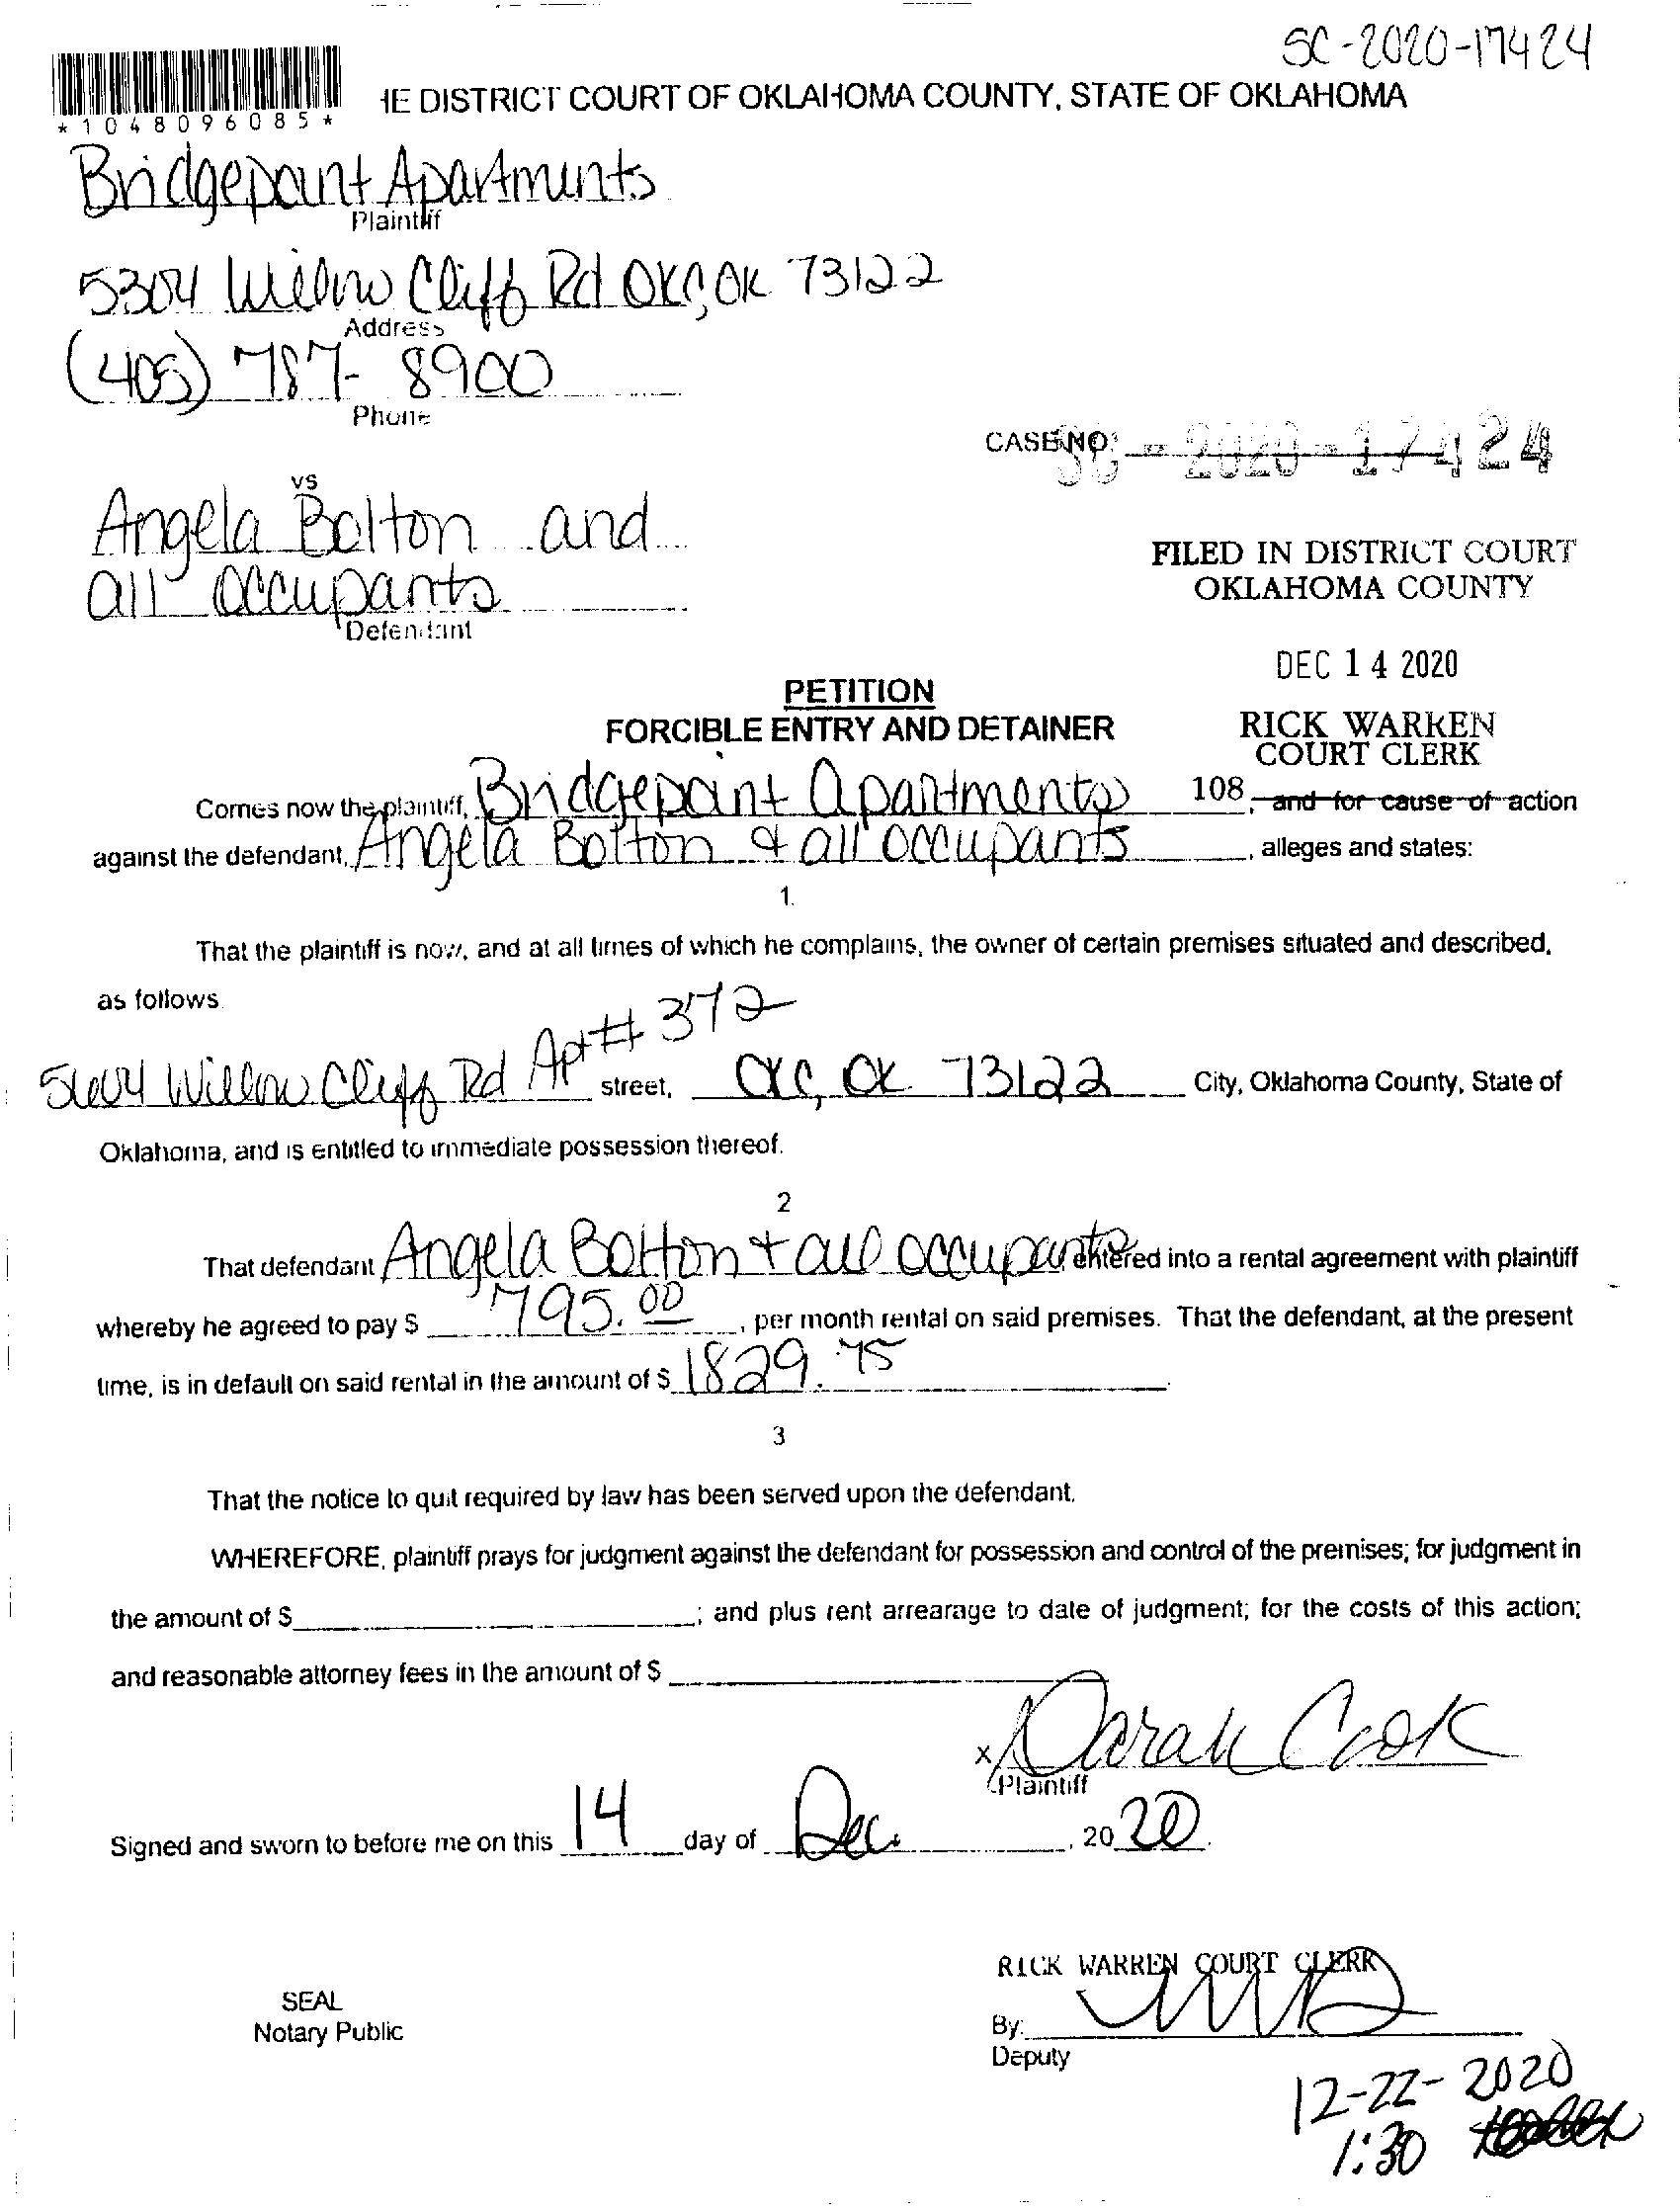 SC-2020-17424
*1048096085*
HE DISTRICT COURT OF OKLAHOMA COUNTY, STATE OF OKLAHOMA
Bridgepoint Apartments
Plaintiff
5304 Willow Cliff Rd OKC, OK 73122
Address
(405) 787-8900
Phone
CASE NO: SC-2020-17424
vs
Angela Bolton and
all occupants
Defendant
FILED IN DISTRICT COURT
OKLAHOMA COUNTY
DEC 14 2020
RICK WARREN
COURT CLERK
108
PETITION
FORCIBLE ENTRY AND DETAINER
Comes now the plaintiff, Bridgepoint Apartments, and for cause of action
against the defendant, Angela Bolton & all occupants, alleges and states:
1.
That the plaintiff is now, and at all times of which he complains, the owner of certain premises situated and described,
as follows.
Willow Cliff Rd Apt # 372 street, OKC, OK 73122 City, Oklahoma County, State of
Oklahoma, and is entitled to immediate possession thereof.
2
That defendant Angela Bolton + all occupants entered into a rental agreement with plaintiff
whereby he agreed to pay $ 795.00, per month rental on said premises. That the defendant, at the present
time, is in default on said rental in the amount of $ 1829.75.
3
That the notice to quit required by law has been served upon the defendant.
WHEREFORE, plaintiff prays for judgment against the defendant for possession and control of the premises; for judgment in
the amount of $ ; and plus rent arrearage to date of judgment; for the costs of this action;
and reasonable attorney fees in the amount of $
x Darah Cook
Plaintiff
Signed and sworn to before me on this 14 day of Dec., 2020.
RICK WARREN COURT CLERK
SEAL
Notary Public
By:
Deputy
12-22-2020
1:30